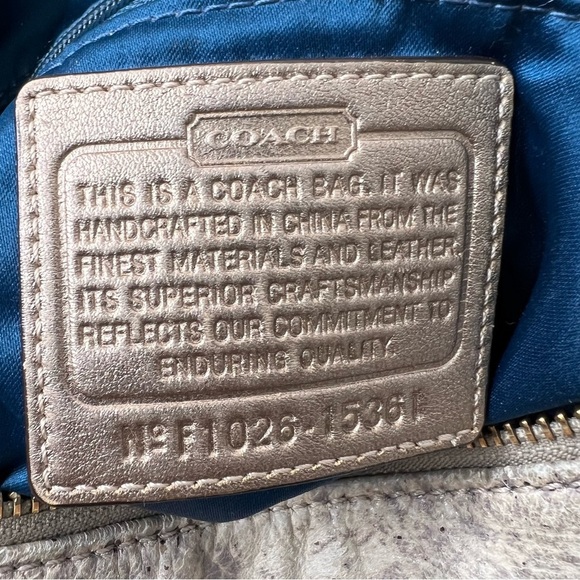 COACH
THIS IS A COACH BAG. IT WAS
HANDCRAFTED IN CHINA FROM THE
FINEST MATERIALS AND LEATHER.
ITS SUPERIOR CRAFTSMANSHIP
REFLECTS OUR COMMITMENT TO
ENDURING QUALITY.
Nº F1026-15361